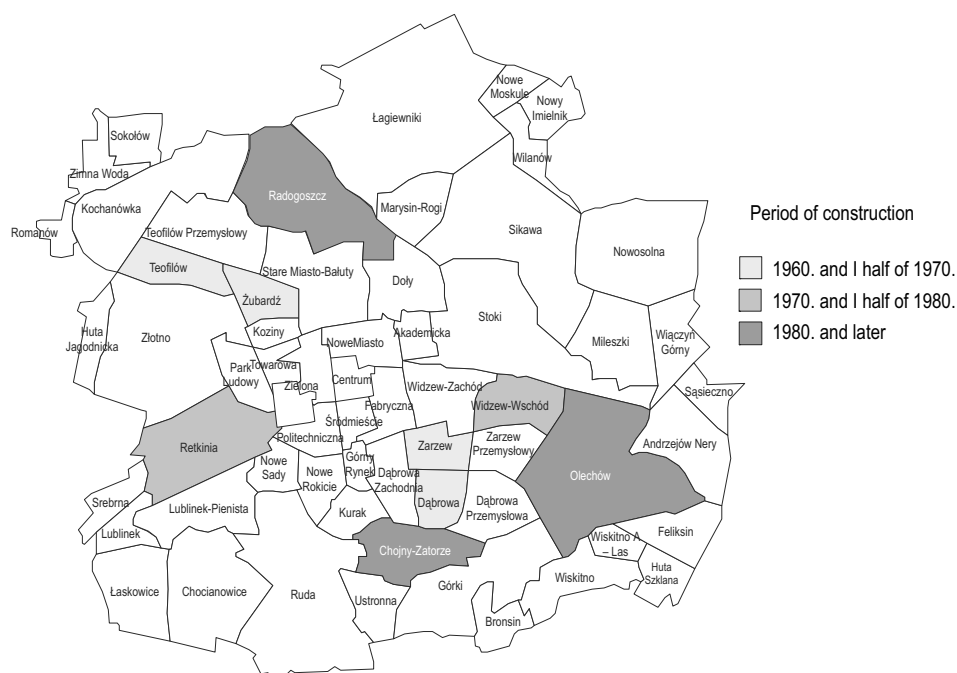 Nowe
Moskule
Nowy
Imielnik
Łagiewniki
Sokołów
Wilanów
Zimna Woda
Radogoszcz
Kochanówka
Marysin-Rogi
Romanów
Teofilów Przemysłowy
Sikawa
Nowosolna
Teofilów
Stare Miasto-Bałuty
Doły
Żubardź
Stoki
Huta
Jagodnicka
Złotno
Koziny
NoweMiasto
Akademicka
Mileszki
Wiączyń
Górny
Park
Ludowy
Towarowa
Zielona
Centrum
Widzew-Zachód
Sąsieczno
Fabryczna
Widzew-Wschód
Śródmieście
Retkinia
Politechniczna
Zarzew
Zarzew
Przemysłowy
Andrzejów Nery
Górny
Rynek
Nowe
Sady
Nowe
Rokicie
Dąbrowa
Zachodnia
Olechów
Srebrna
Dąbrowa
Dąbrowa
Przemysłowa
Lublinek-Pienista
Kurak
Lublinek
Feliksin
Wiskitno A
– Las
Chojny-Zatorze
Huta
Szklana
Łaskowice
Chocianowice
Ruda
Ustronna
Górki
Wiskitno
Bronsin
Period of construction
1960. and I half of 1970.
1970. and I half of 1980.
1980. and later